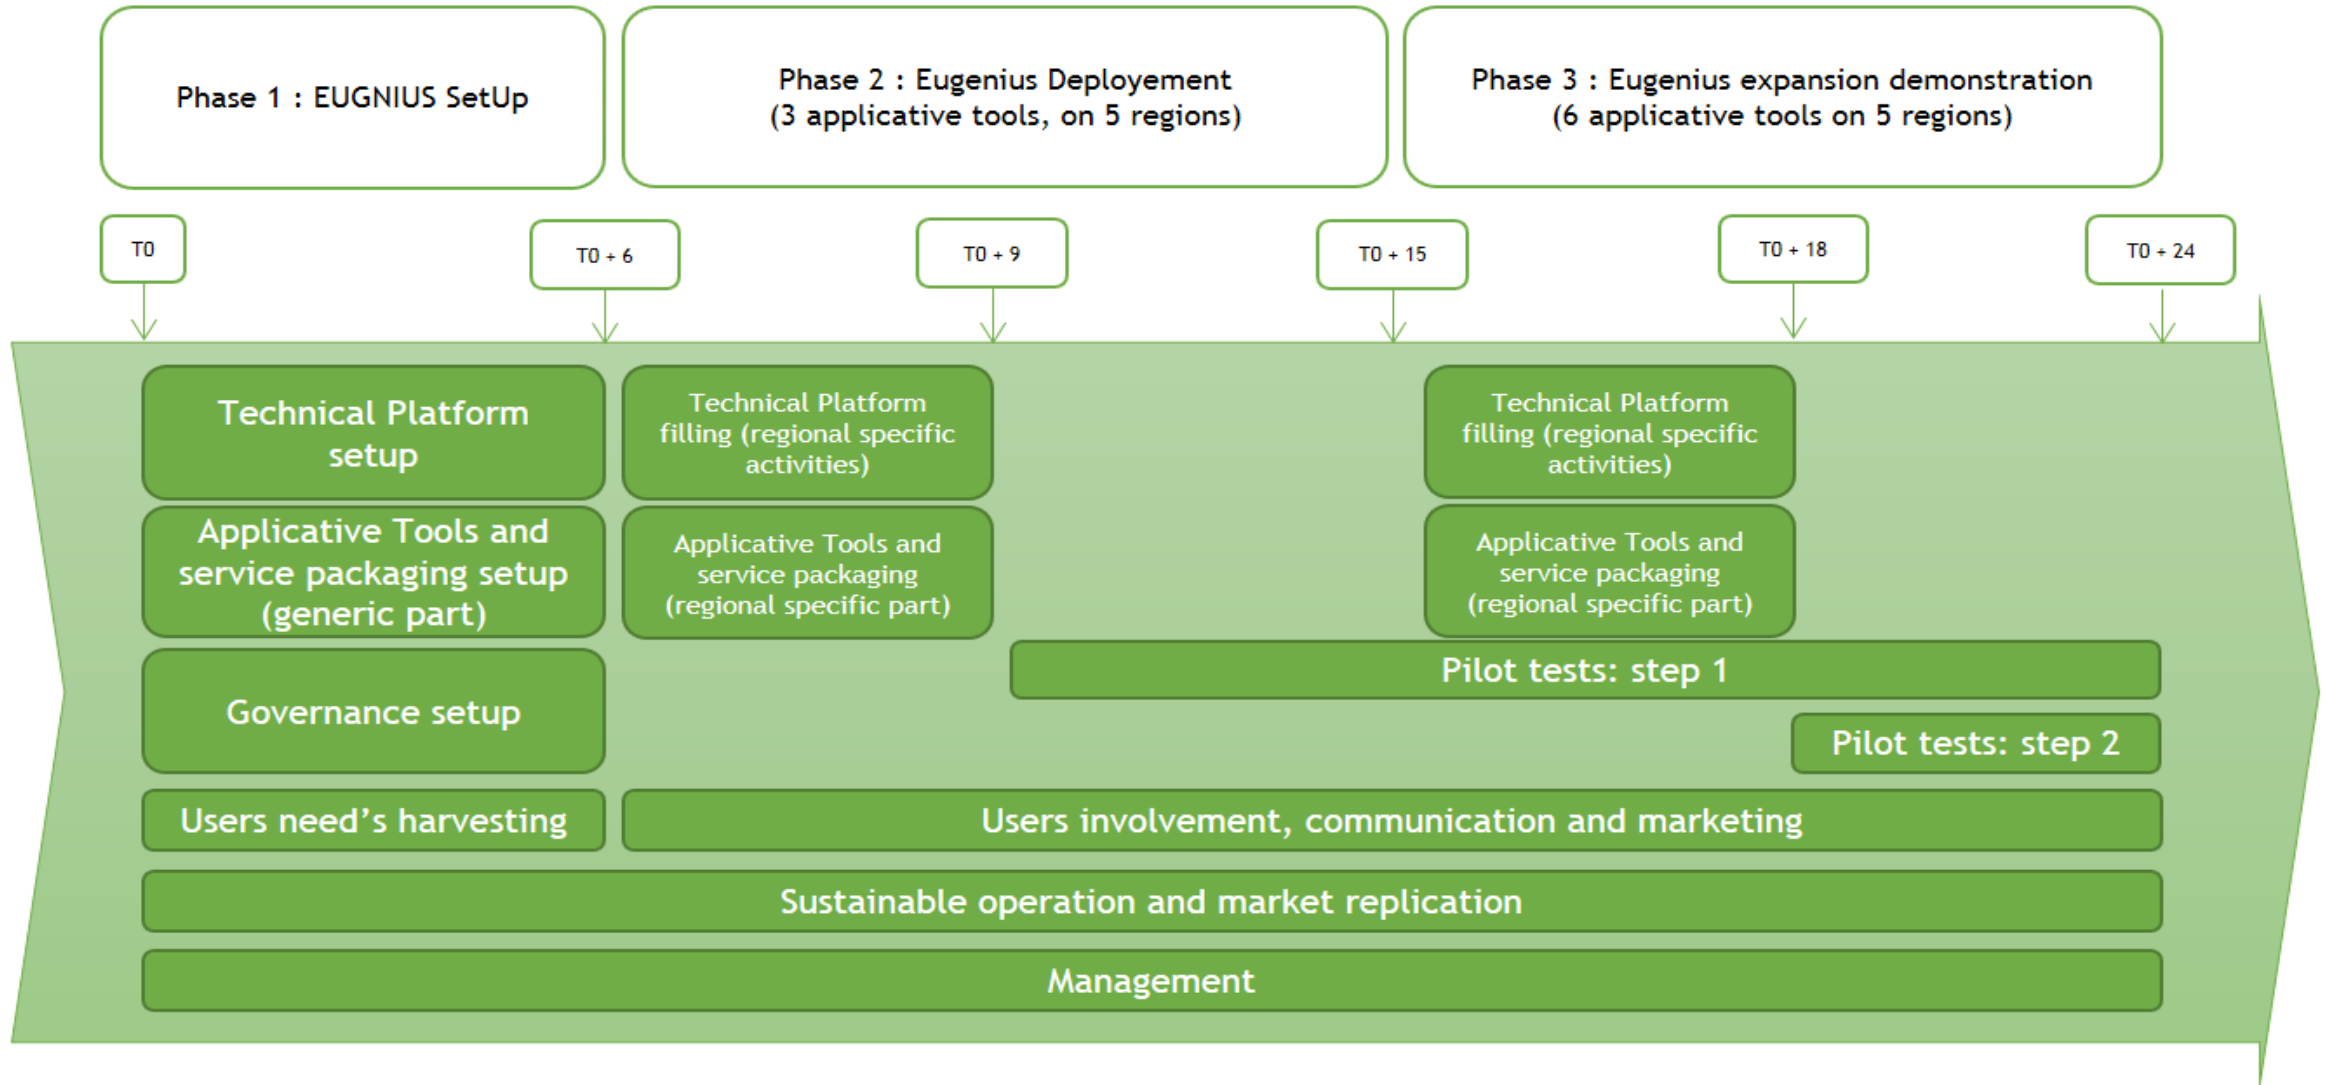 Phase 1 : EUGNIUS SetUp
Phase 2 : Eugenius Deployement
(3 applicative tools, on 5 regions)
Phase 3 : Eugenius expansion demonstration
(6 applicative tools on 5 regions)
T0
T0 + 6
T0 + 9
T0 + 15
T0 + 18
T0 + 24
Technical Platform
setup
Technical Platform
filling (regional specific
activities)
Technical Platform
filling (regional specific
activities)
Applicative Tools and
service packaging setup
(generic part)
Applicative Tools and
service packaging
(regional specific part)
Applicative Tools and
service packaging
(regional specific part)
Governance setup
Pilot tests: step 1
Pilot tests: step 2
Users need’s harvesting
Users involvement, communication and marketing
Sustainable operation and market replication
Management